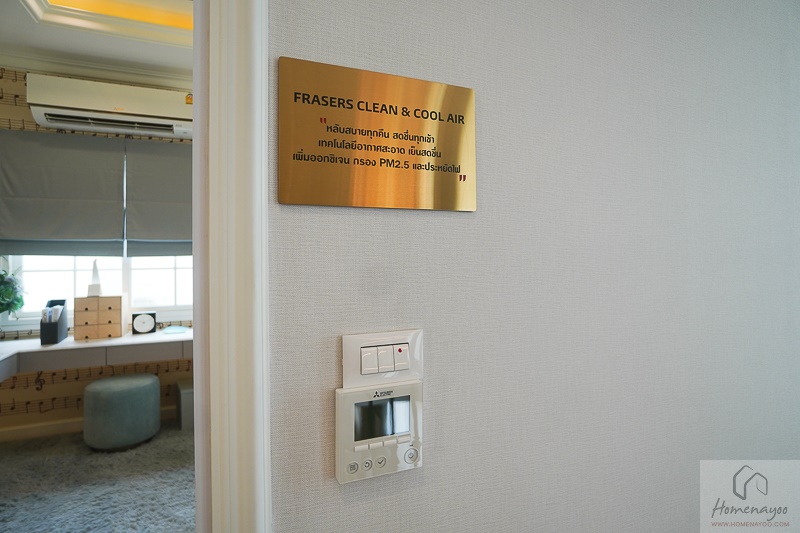 FRASERS CLEAN & COOL AIR
"หลับสบายทุกคืน สดชื่นทุกเช้า
เทคโนโลยีอากาศสะอาด เย็นสดชื่น
เพิ่มออกซิเจน กรอง PM2.5 และประหยัดไฟ"
MITSUBISHI ELECTRIC
Homenayoo
WWW.HOMENAYOO.COM